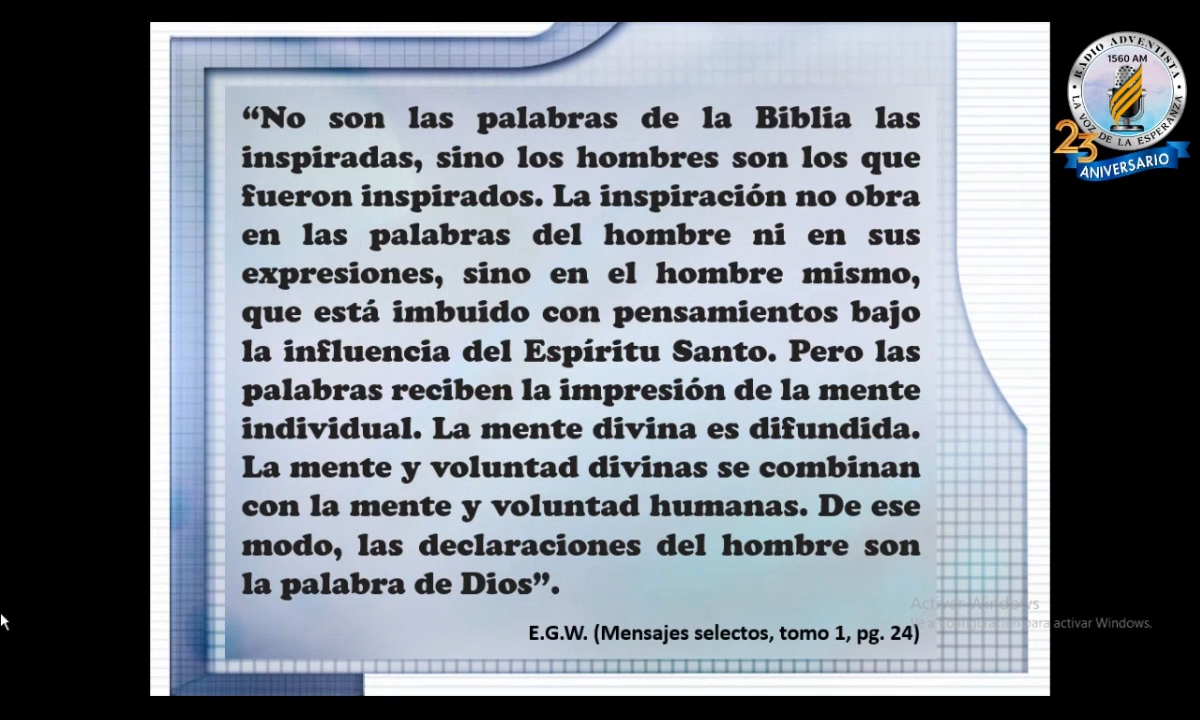 “No son las palabras de la Biblia las
inspiradas, sino los hombres son los que
fueron inspirados. La inspiración no obra
en las palabras del hombre ni en sus
expresiones, sino en el hombre mismo,
que está imbuido con pensamientos bajo
la influencia del Espíritu Santo. Pero las
palabras reciben la impresión de la mente
individual. La mente divina es difundida.
La mente y voluntad divinas se combinan
con la mente y voluntad humanas. De ese
modo, las declaraciones del hombre son
la palabra de Dios”.
E.G.W. (Mensajes selectos, tomo 1, pg. 24)
RADIO ADVENTISTA
1560 AM
LA VOZ DE LA ESPERANZA
23
ANIVERSARIO
Activar Windows
configuración para activar Windows.